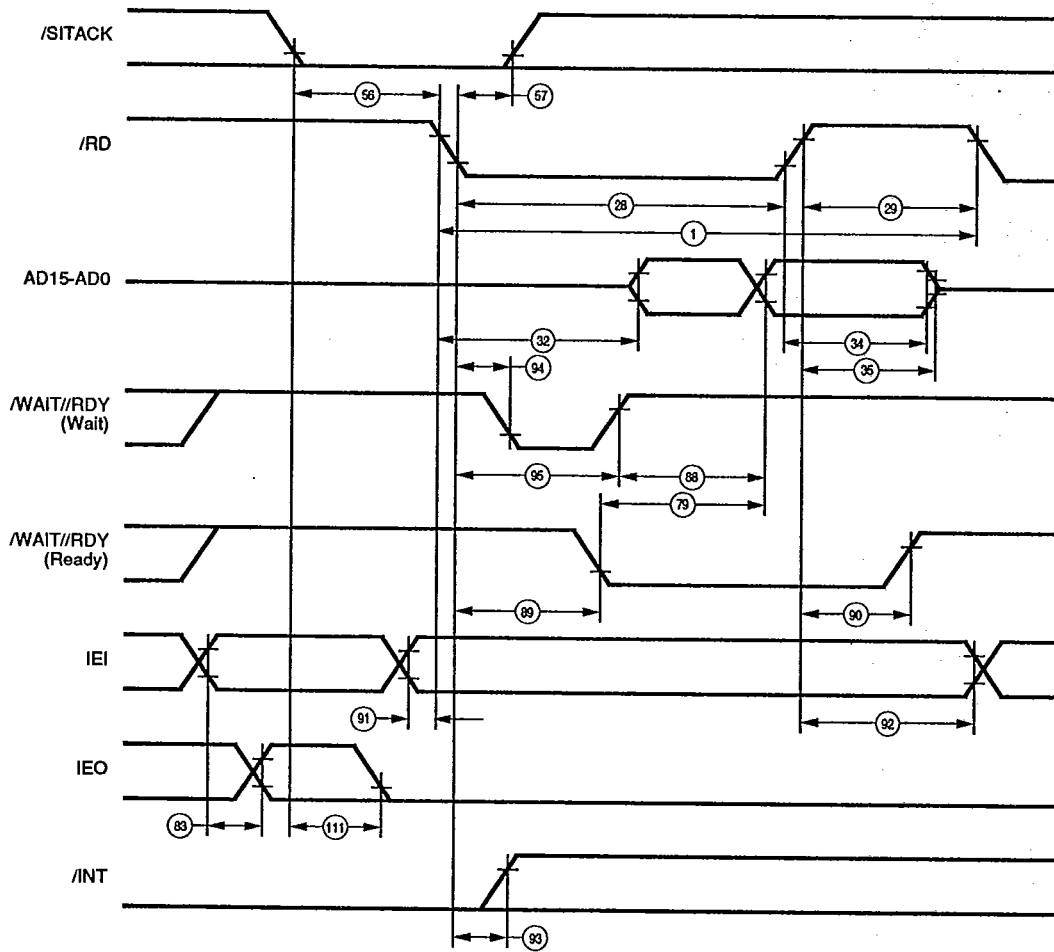 /SITACK
56
57
/RD
28
29
1
AD15-AD0
32
34
94
35
/WAIT//RDY
(Wait)
95
88
79
/WAIT//RDY
(Ready)
89
90
IEI
91
92
IEO
83
111
/INT
93